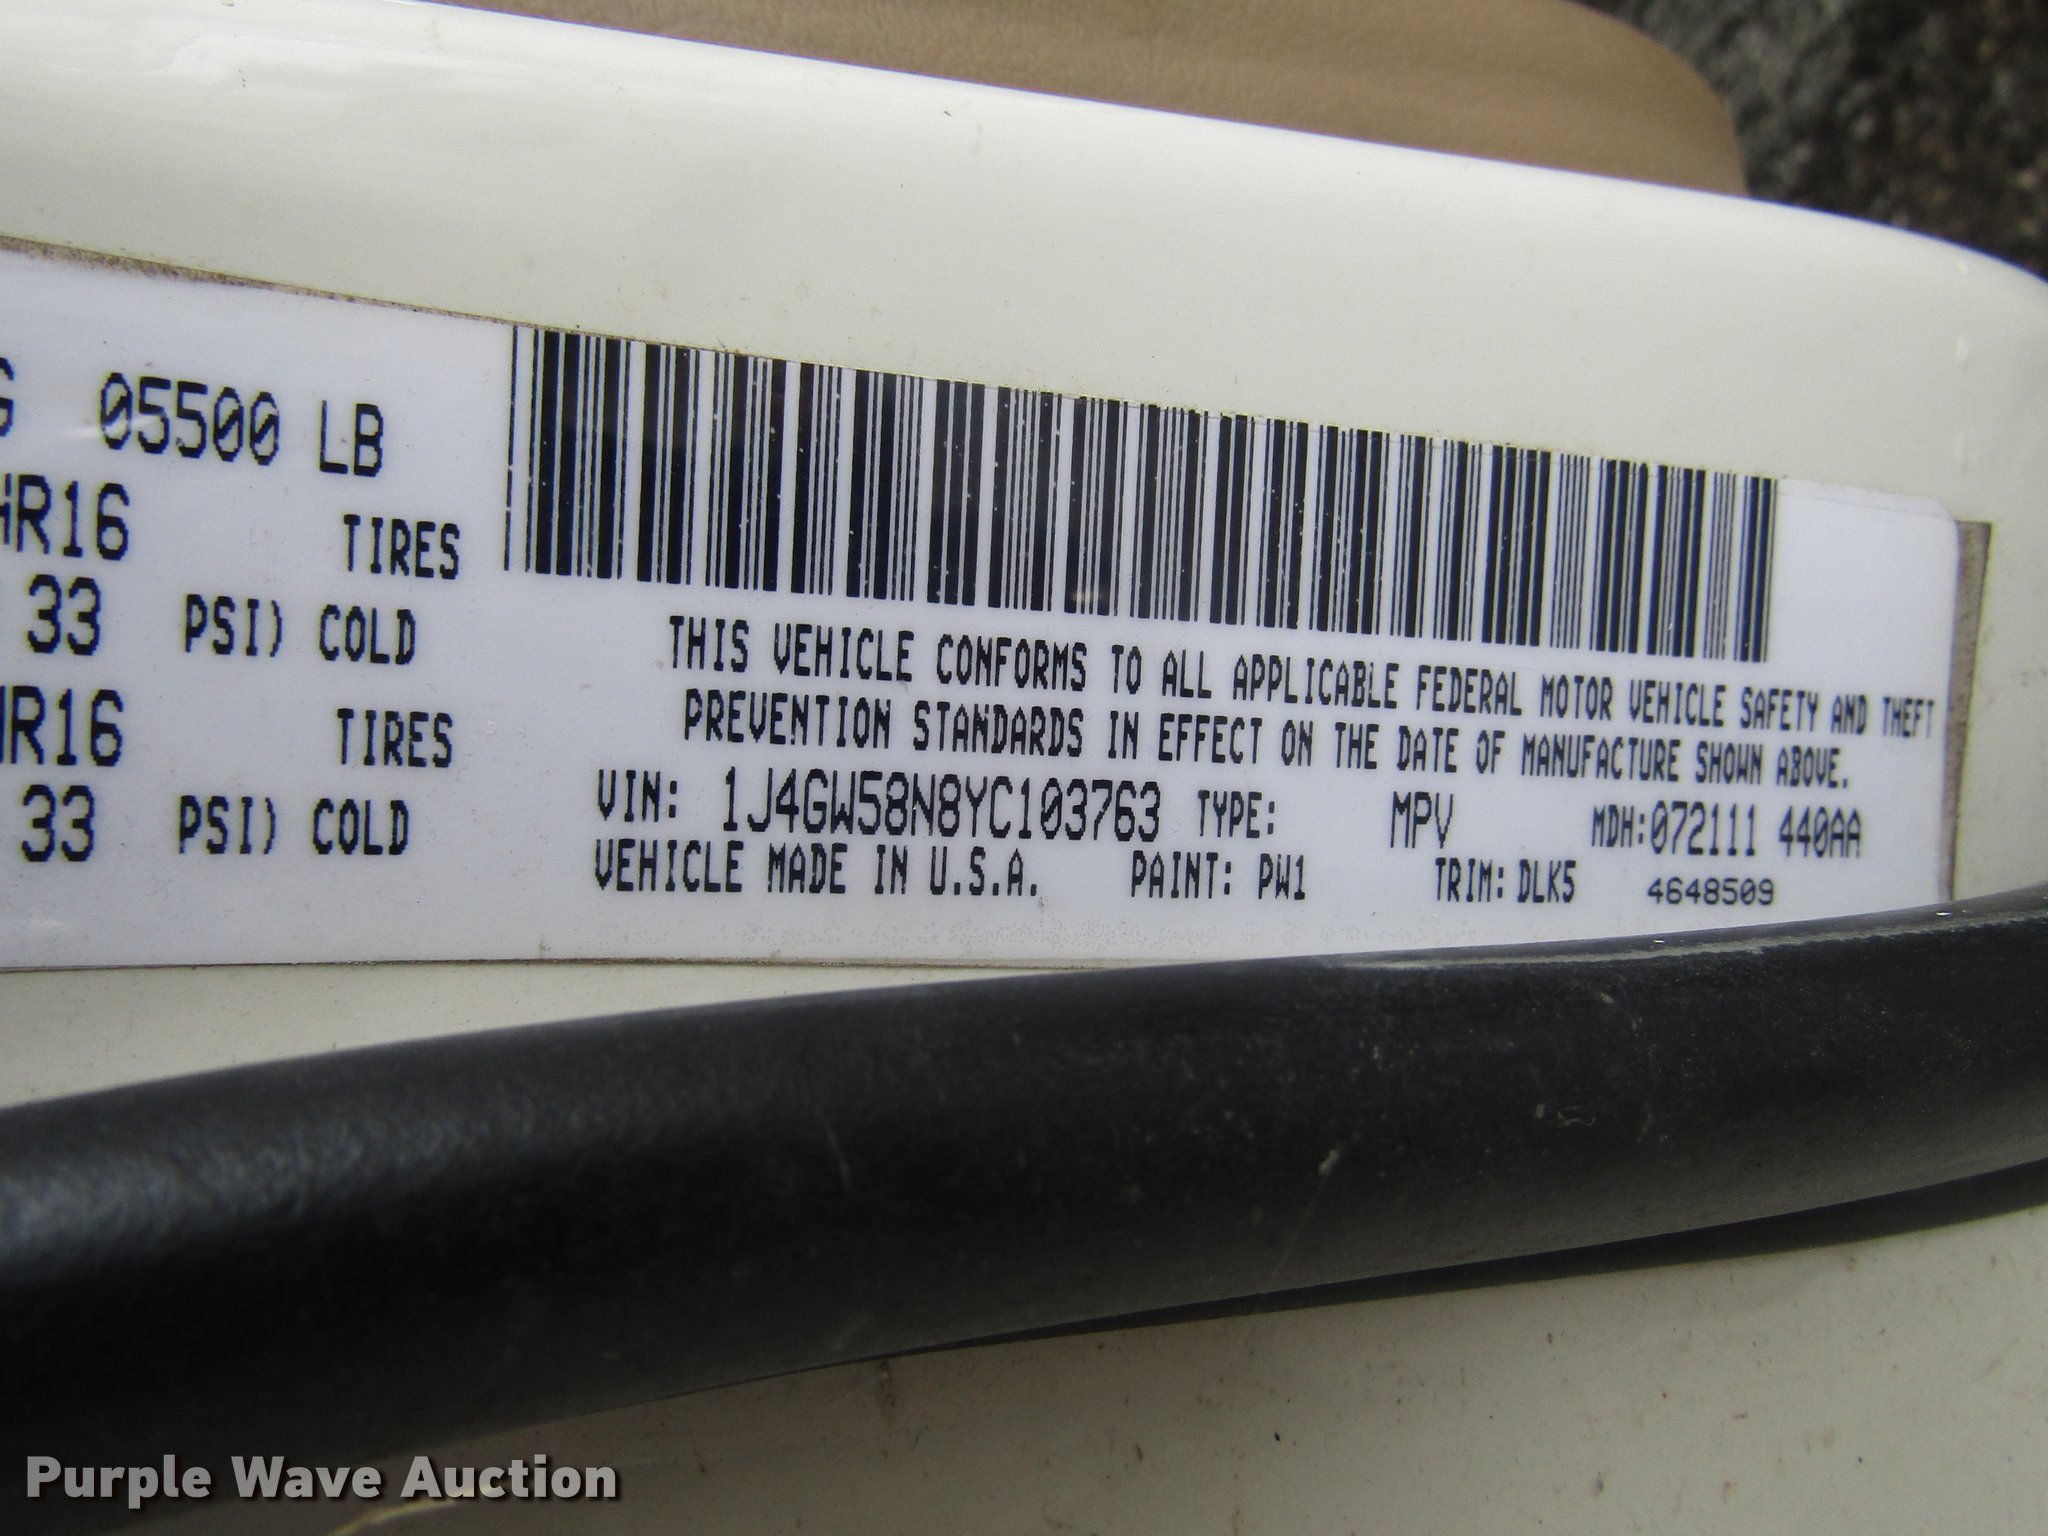 05500 LB
HR16 TIRES
33 PSI) COLD
HR16 TIRES
33 PSI) COLD
THIS VEHICLE CONFORMS TO ALL APPLICABLE FEDERAL MOTOR VEHICLE SAFETY AND THEFT
PREVENTION STANDARDS IN EFFECT ON THE DATE OF MANUFACTURE SHOWN ABOVE.
VIN: 1J4GW58N8YC103763 TYPE: MPV MDH:072111 440AA
VEHICLE MADE IN U.S.A. PAINT: PW1 TRIM: DLK5 4648509
Purple Wave Auction